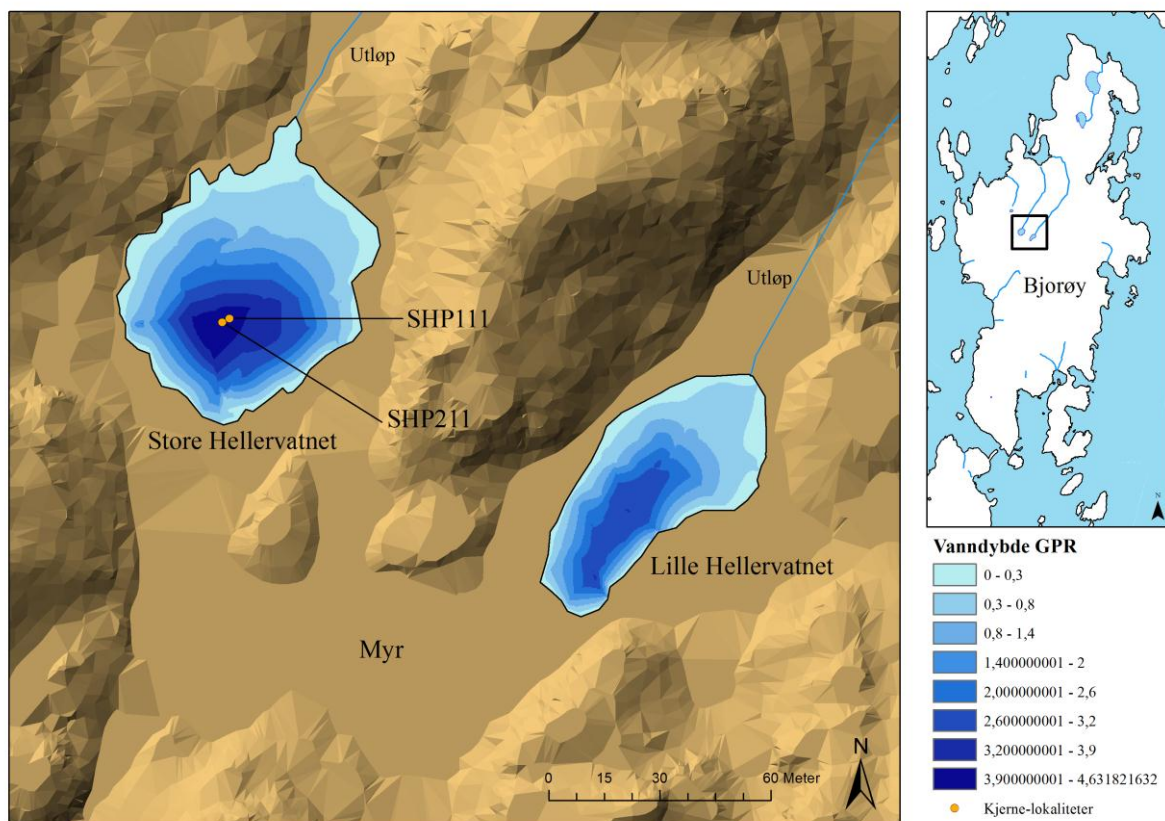 Utløp
Utløp
SHP111
SHP211
Store Hellervatnet
Lille Hellervatnet
Myr
N
0 15 30 60 Meter
Bjorøy
N
Vanndybde GPR
0 - 0,3
0,3 - 0,8
0,8 - 1,4
1,400000001 - 2
2,000000001 - 2,6
2,600000001 - 3,2
3,200000001 - 3,9
3,900000001 - 4,631821632
Kjerne-lokaliteter